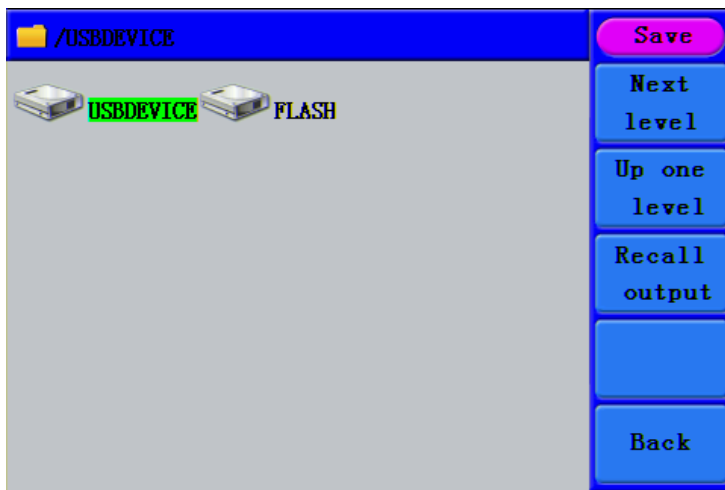 /USBDEVICE
USBDEVICE FLASH
Save
Next
level
Up one
level
Recall
output
Back